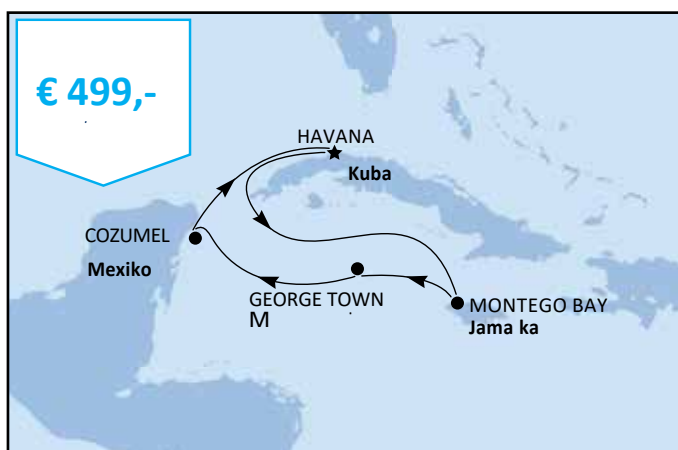 € 499,-
HAVANA
Kuba
COZUMEL
Mexiko
GEORGE TOWN
M
MONTEGO BAY
Jama ka